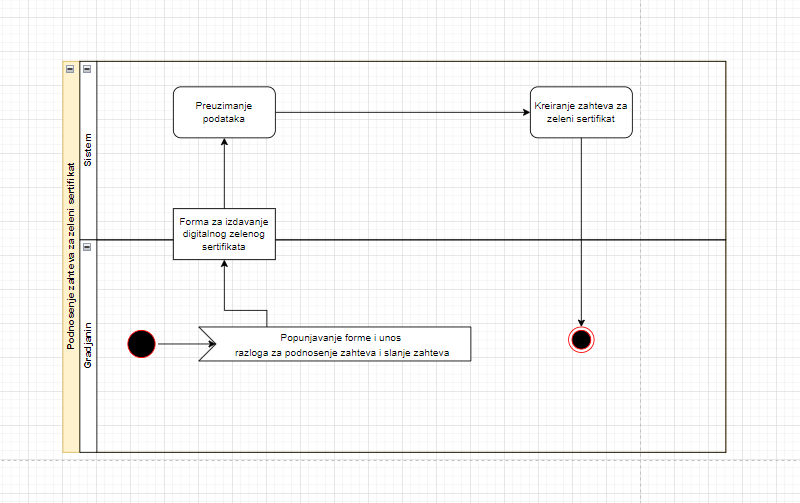 Podnosenje zahteva za zeleni sertifikat
Sistem
Preuzimanje
podataka
Kreiranje zahteva za
zeleni sertifikat
Forma za izdavanje
digitalnog zelenog
sertifikata
Gradjanin
Popunjavanje forme i unos
razloga za podnosenje zahteva i slanje zahteva